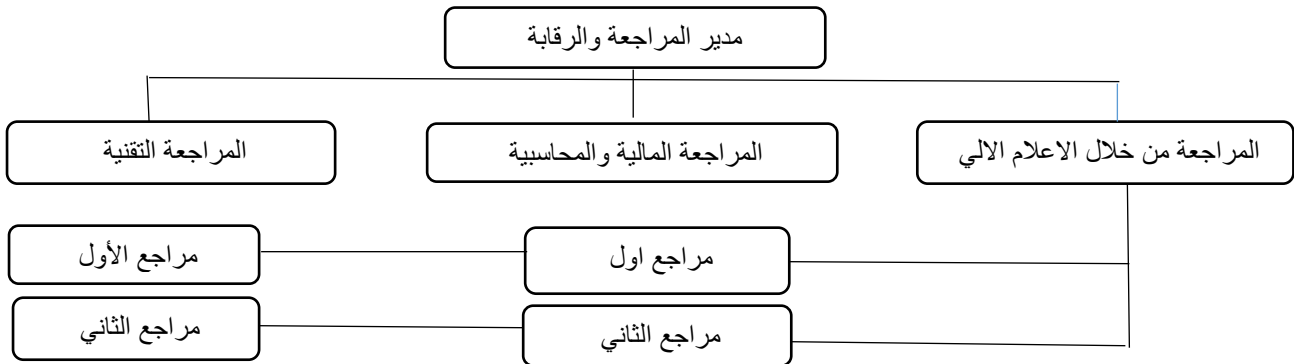 مدير المراجعة والرقابة
المراجعة من خلال الاعلام الالي
المراجعة المالية والمحاسبية
المراجعة التقنية
مراجع اول
مراجع الأول
مراجع الثاني
مراجع الثاني